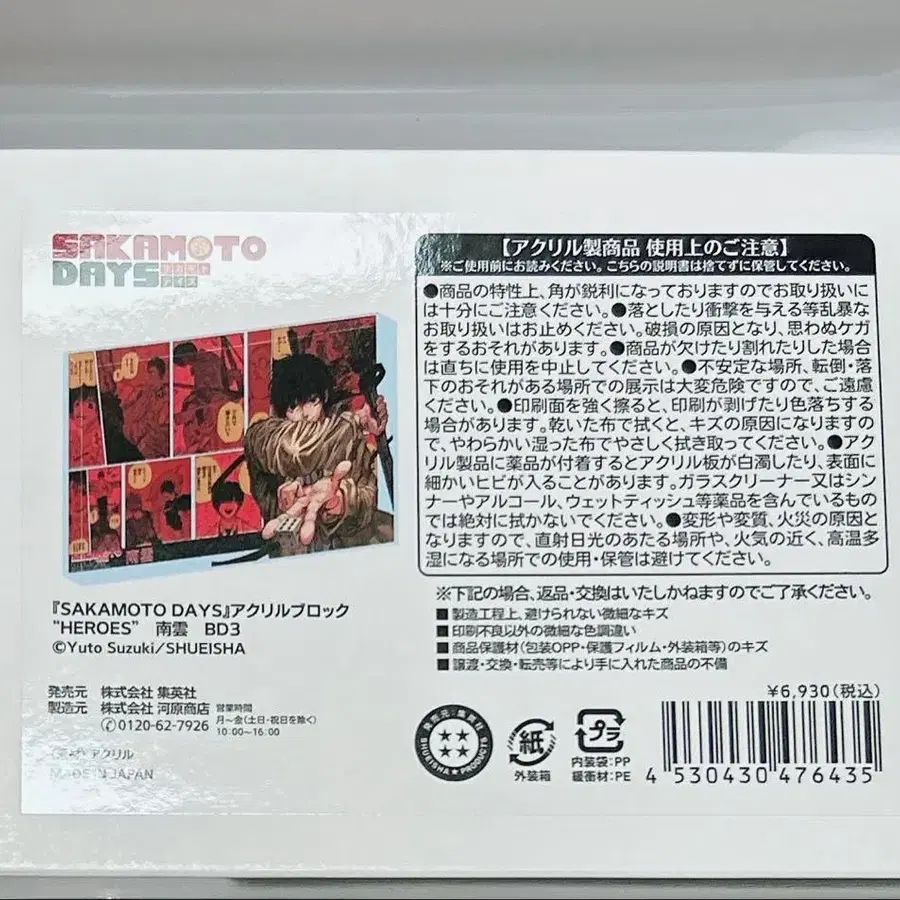 SAKAMOTO
DAYS サカモト
デイズ
南雲
『SAKAMOTO DAYS』アクリルブロック
"HEROES" 南雲 BD3
©Yuto Suzuki/SHUEISHA
発売元 株式会社 集英社
製造元 株式会社 河原商店
0120-62-7926
営業時間
月~金(土日・祝日を除く)
10:00~16:00
アクリル
MADE IN JAPAN
【アクリル製商品 使用上のご注意】
※ご使用前にお読みください。こちらの説明書は捨てずに保管してください。
●商品の特性上、角が鋭利になっておりますのでお取り扱いに
は十分にご注意ください。●落としたり衝撃を与える等乱暴な
お取り扱いはお止めください。破損の原因となり、思わぬケガ
をするおそれがあります。●商品が欠けたり割れたりした場合
は直ちに使用を中止してください。●不安定な場所、転倒・落
下のおそれがある場所での展示は大変危険ですので、ご遠慮
ください。●印刷面を強く擦ると、印刷が剥げたり色落ちする
場合があります。乾いた布で拭くと、キズの原因になりますの
で、やわらかい湿った布でやさしく拭き取ってください。●アク
リル製品に薬品が付着するとアクリル板が白濁したり、表面に
細かいヒビが入ることがあります。ガラスクリーナー又はシン
ナーやアルコール、ウェットティッシュ等薬品を含んでいるもの
では絶対に拭かないでください。●変形や変質、火災の原因と
なりますので、直射日光のあたる場所や、火気の近く、高温多
湿になる場所での使用・保管は避けてください。
※下記の場合、返品・交換はいたしかねますのでご了承ください。
■製造工程上、避けられない微細なキズ
■印刷不良以外の微細な色調違い
■商品保護材(包装OPP・保護フィルム・外装箱等)のキズ
■譲渡・交換・転売等により手に入れた商品の不備
¥6,930(税込)
発売元:集英社
SHUEISHA PRODUCTS
紙
外装箱
プラ
内装袋:PP
緩衝材:PE
4 530430 476435